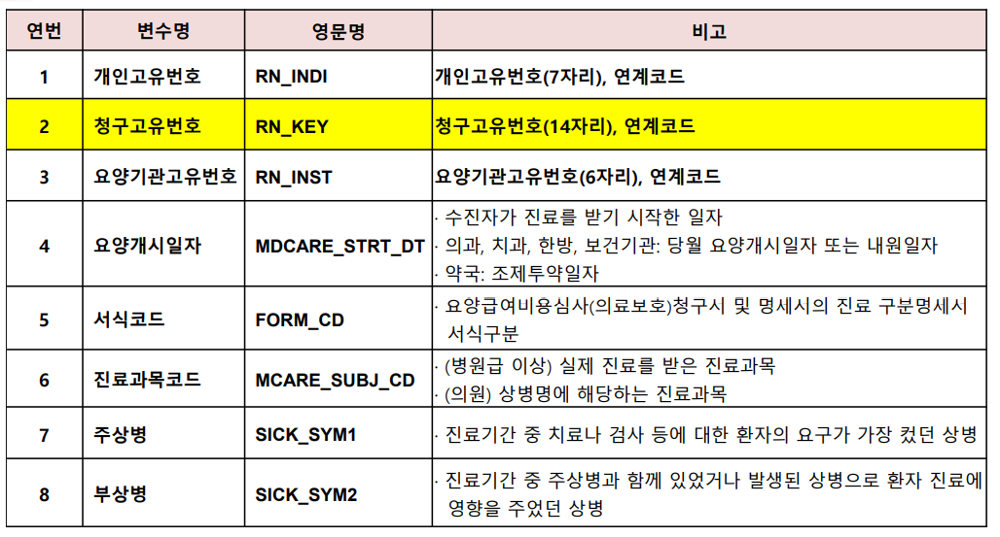 연번 변수명 영문명 비고
1 개인고유번호 RN_INDI 개인고유번호(7자리), 연계코드
2 청구고유번호 RN_KEY 청구고유번호(14자리), 연계코드
3 요양기관고유번호 RN_INST 요양기관고유번호(6자리), 연계코드
4 요양개시일자 MDCARE_STRT_DT · 수진자가 진료를 받기 시작한 일자
· 의과, 치과, 한방, 보건기관: 당월 요양개시일자 또는 내원일자
· 약국: 조제투약일자
5 서식코드 FORM_CD · 요양급여비용심사(의료보호)청구시 및 명세시의 진료 구분명세시
서식구분
6 진료과목코드 MCARE_SUBJ_CD · (병원급 이상) 실제 진료를 받은 진료과목
· (의원) 상병명에 해당하는 진료과목
7 주상병 SICK_SYM1 · 진료기간 중 치료나 검사 등에 대한 환자의 요구가 가장 컸던 상병
8 부상병 SICK_SYM2 · 진료기간 중 주상병과 함께 있었거나 발생된 상병으로 환자 진료에
영향을 주었던 상병